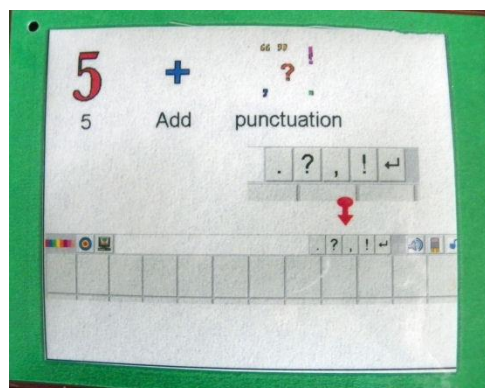 5 + “ ” ? ! , .
5 Add punctuation
. ? , ! ↵
. ? , ! ↵